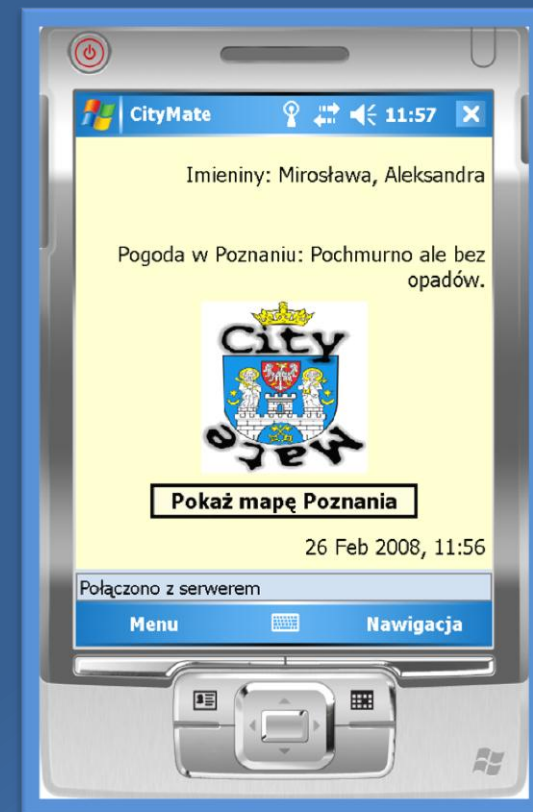 CityMate 11:57
Imieniny: Mirosława, Aleksandra
Pogoda w Poznaniu: Pochmurno ale bez
opadów.
City
Mate
Pokaż mapę Poznania
26 Feb 2008, 11:56
Połączono z serwerem
Menu Nawigacja